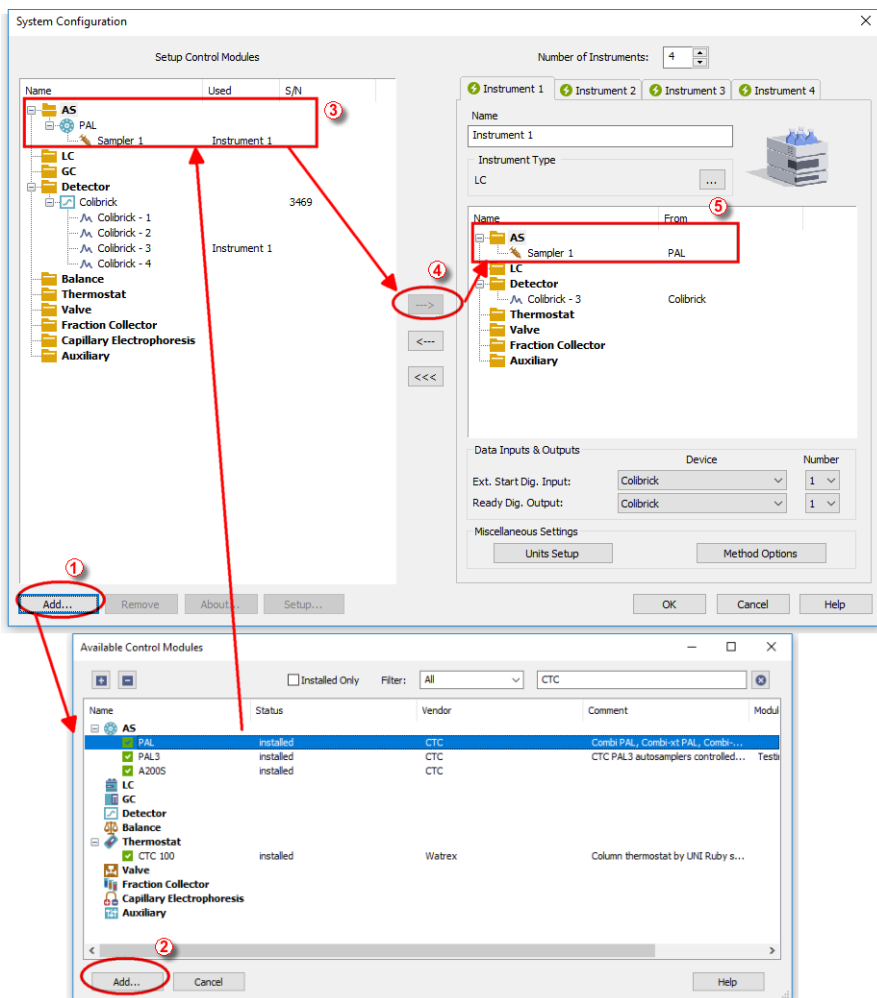 System Configuration
Setup Control Modules
Number of Instruments: 4
Name Used S/N
AS
PAL
Sampler 1 Instrument 1
LC
GC
Detector
Colibrick 3469
Colibrick - 1
Colibrick - 2
Colibrick - 3 Instrument 1
Colibrick - 4
Balance
Thermostat
Valve
Fraction Collector
Capillary Electrophoresis
Auxiliary
3
4
--->
<---
<<<
Instrument 1 Instrument 2 Instrument 3 Instrument 4
Name
Instrument 1
Instrument Type
LC ...
5
Name From
AS
Sampler 1 PAL
LC
Detector
Colibrick - 3 Colibrick
Thermostat
Valve
Fraction Collector
Auxiliary
Data Inputs & Outputs
Device Number
Ext. Start Dig. Input: Colibrick 1
Ready Dig. Output: Colibrick 1
Miscellaneous Settings
Units Setup Method Options
1
Add... Remove About... Setup... OK Cancel Help
Available Control Modules
Installed Only Filter: All CTC
Name Status Vendor Comment Modul
AS
PAL installed CTC Combi PAL, Combi-xt PAL, Combi-...
PAL3 installed CTC CTC PAL3 autosamplers controlled... Testi
A200S installed CTC
LC
GC
Detector
Balance
Thermostat
CTC 100 installed Watrex Column thermostat by UNI Ruby s...
Valve
Fraction Collector
Capillary Electrophoresis
Auxiliary
2
Add... Cancel Help